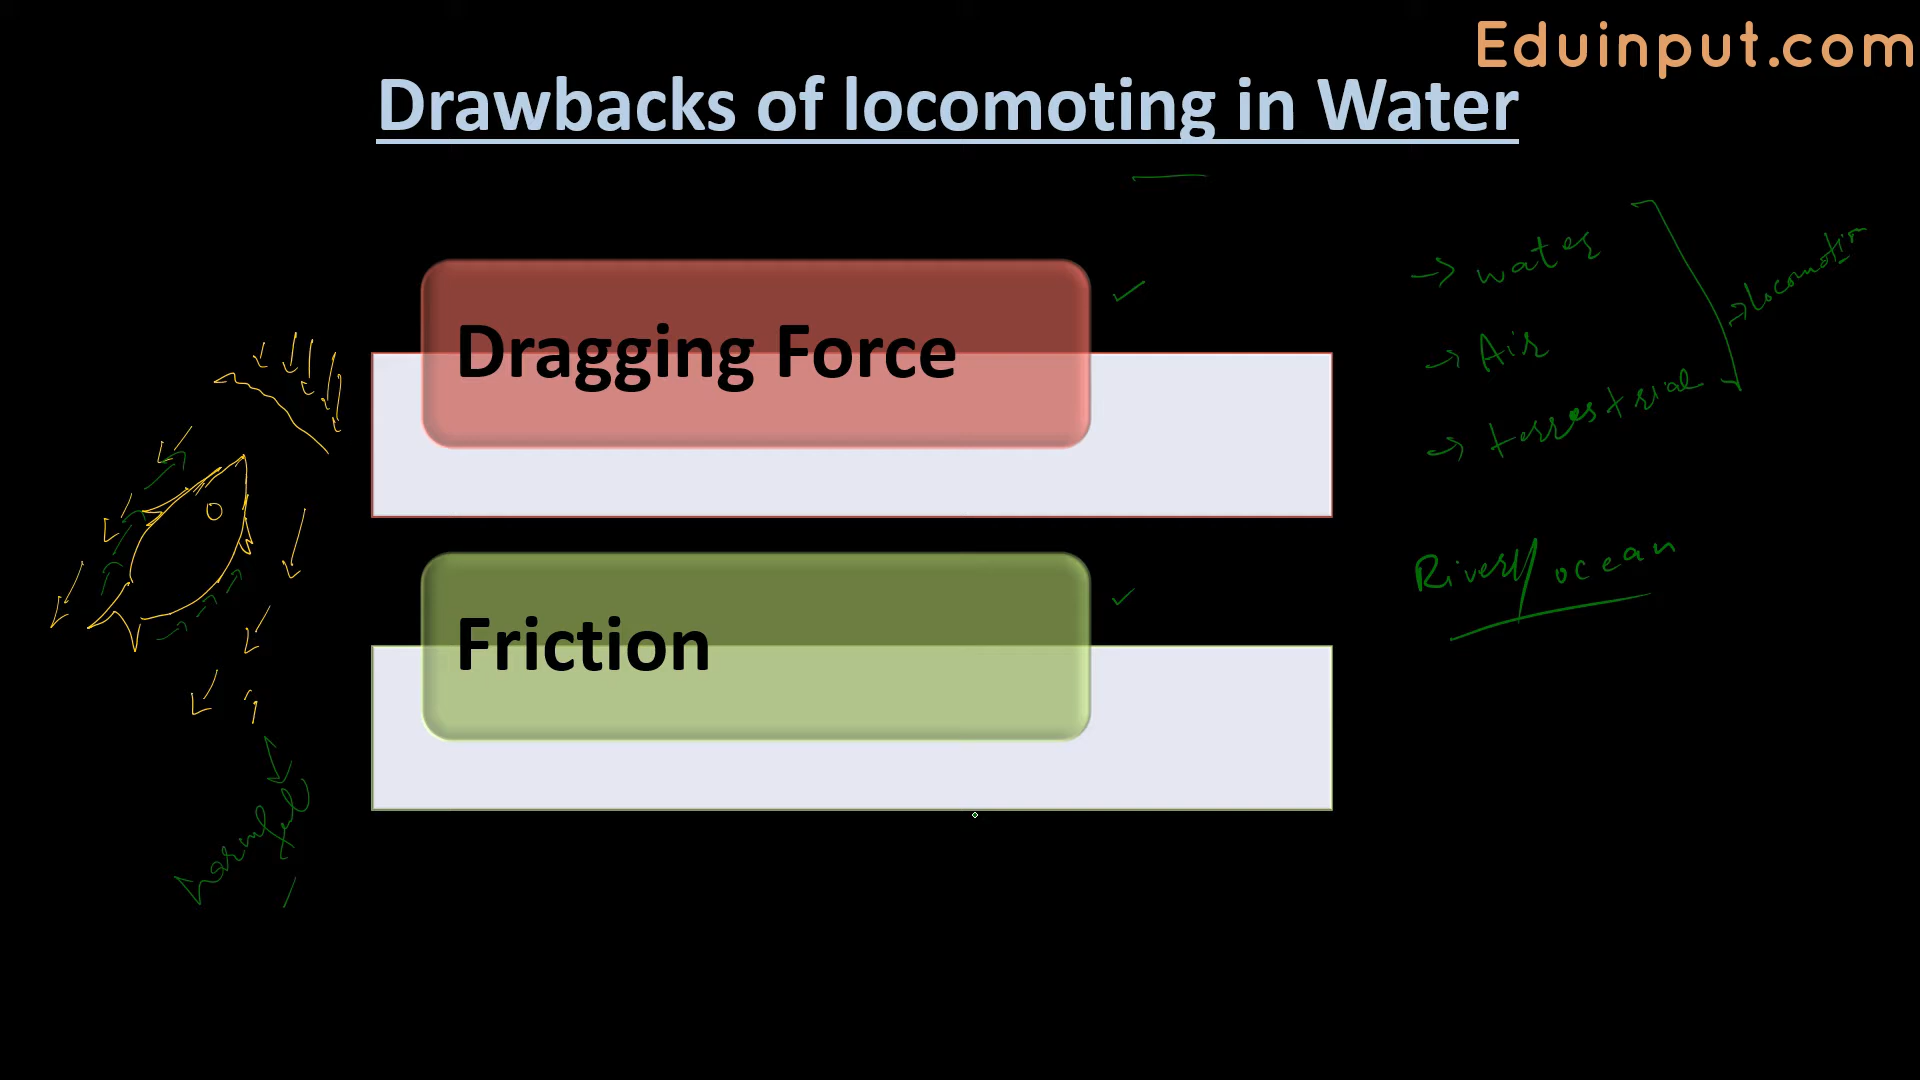 Eduinput.com
Drawbacks of locomoting in Water
Dragging Force
Friction
→ water
→ Air
→ terrestrial
→ locomotion
River/ocean
harmful